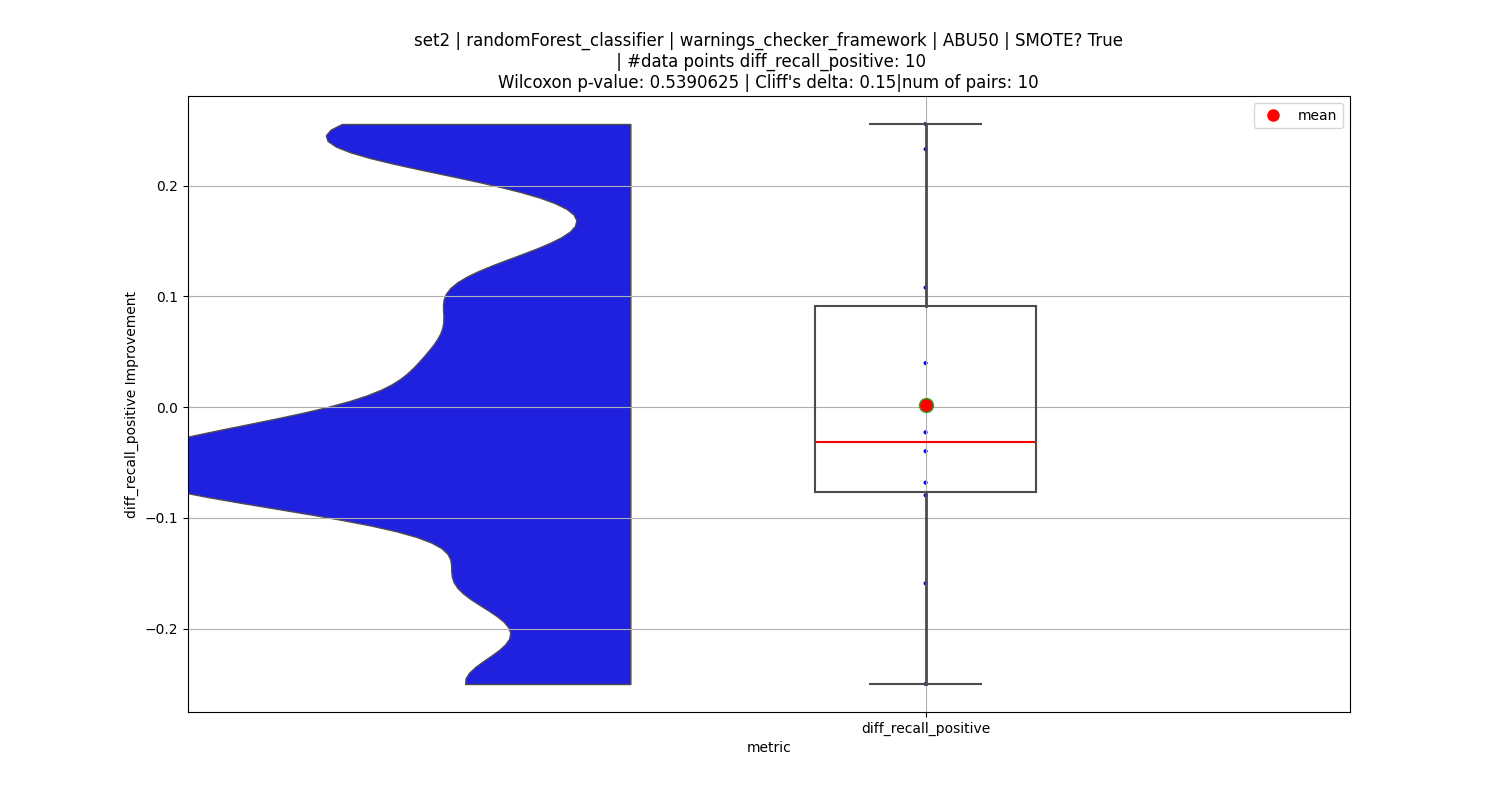 set2 | randomForest_classifier | warnings_checker_framework | ABU50 | SMOTE? True
| #data points diff_recall_positive: 10
Wilcoxon p-value: 0.5390625 | Cliff's delta: 0.15|num of pairs: 10
mean
0.2
0.1
0.0
−0.1
−0.2
diff_recall_positive Improvement
diff_recall_positive
metric